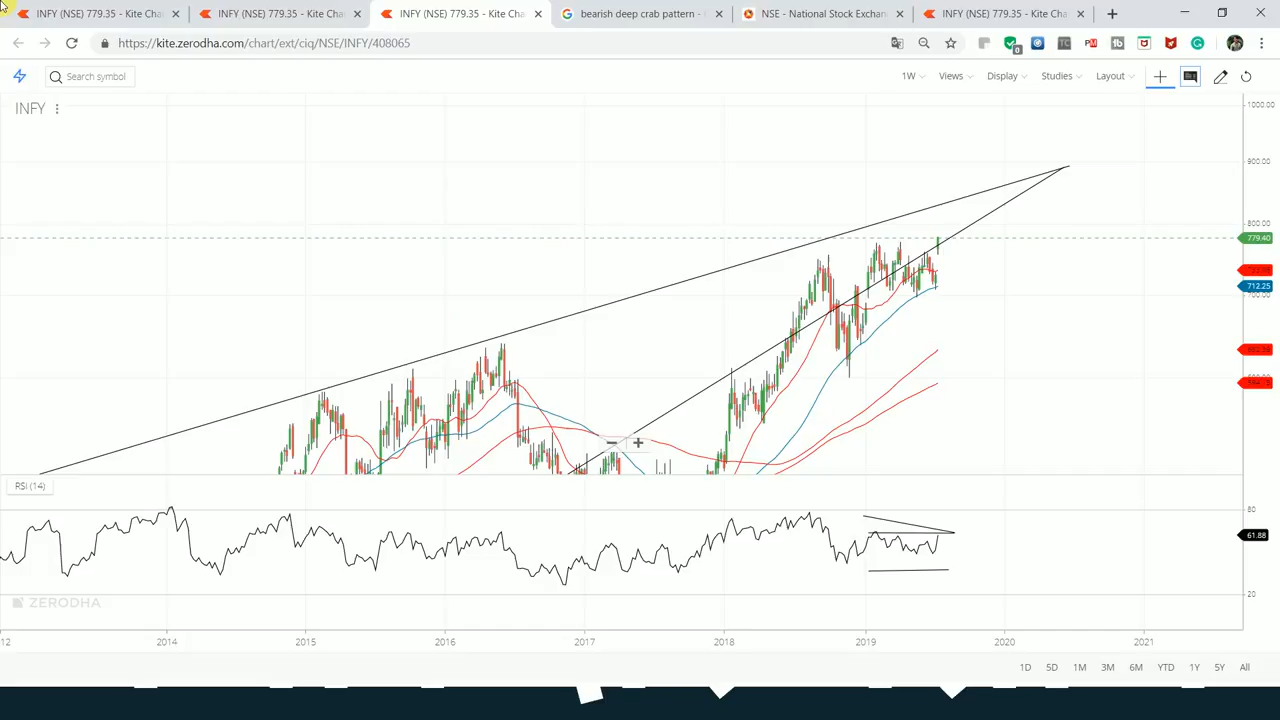 INFY (NSE) 779.35 - Kite Cha
INFY (NSE) 779.35 - Kite Cha
INFY (NSE) 779.35 - Kite Cha
bearish deep crab pattern - G
NSE - National Stock Exchan
INFY (NSE) 779.35 - Kite Cha
https://kite.zerodha.com/chart/ext/ciq/NSE/INFY/408065
Search symbol
1W Views Display Studies Layout
INFY
1000.00
900.00
800.00
779.40
712.25
700.00
RSI (14)
80
61.88
20
ZERODHA
12 2014 2015 2016 2017 2018 2019 2020 2021
1D 5D 1M 3M 6M YTD 1Y 5Y All